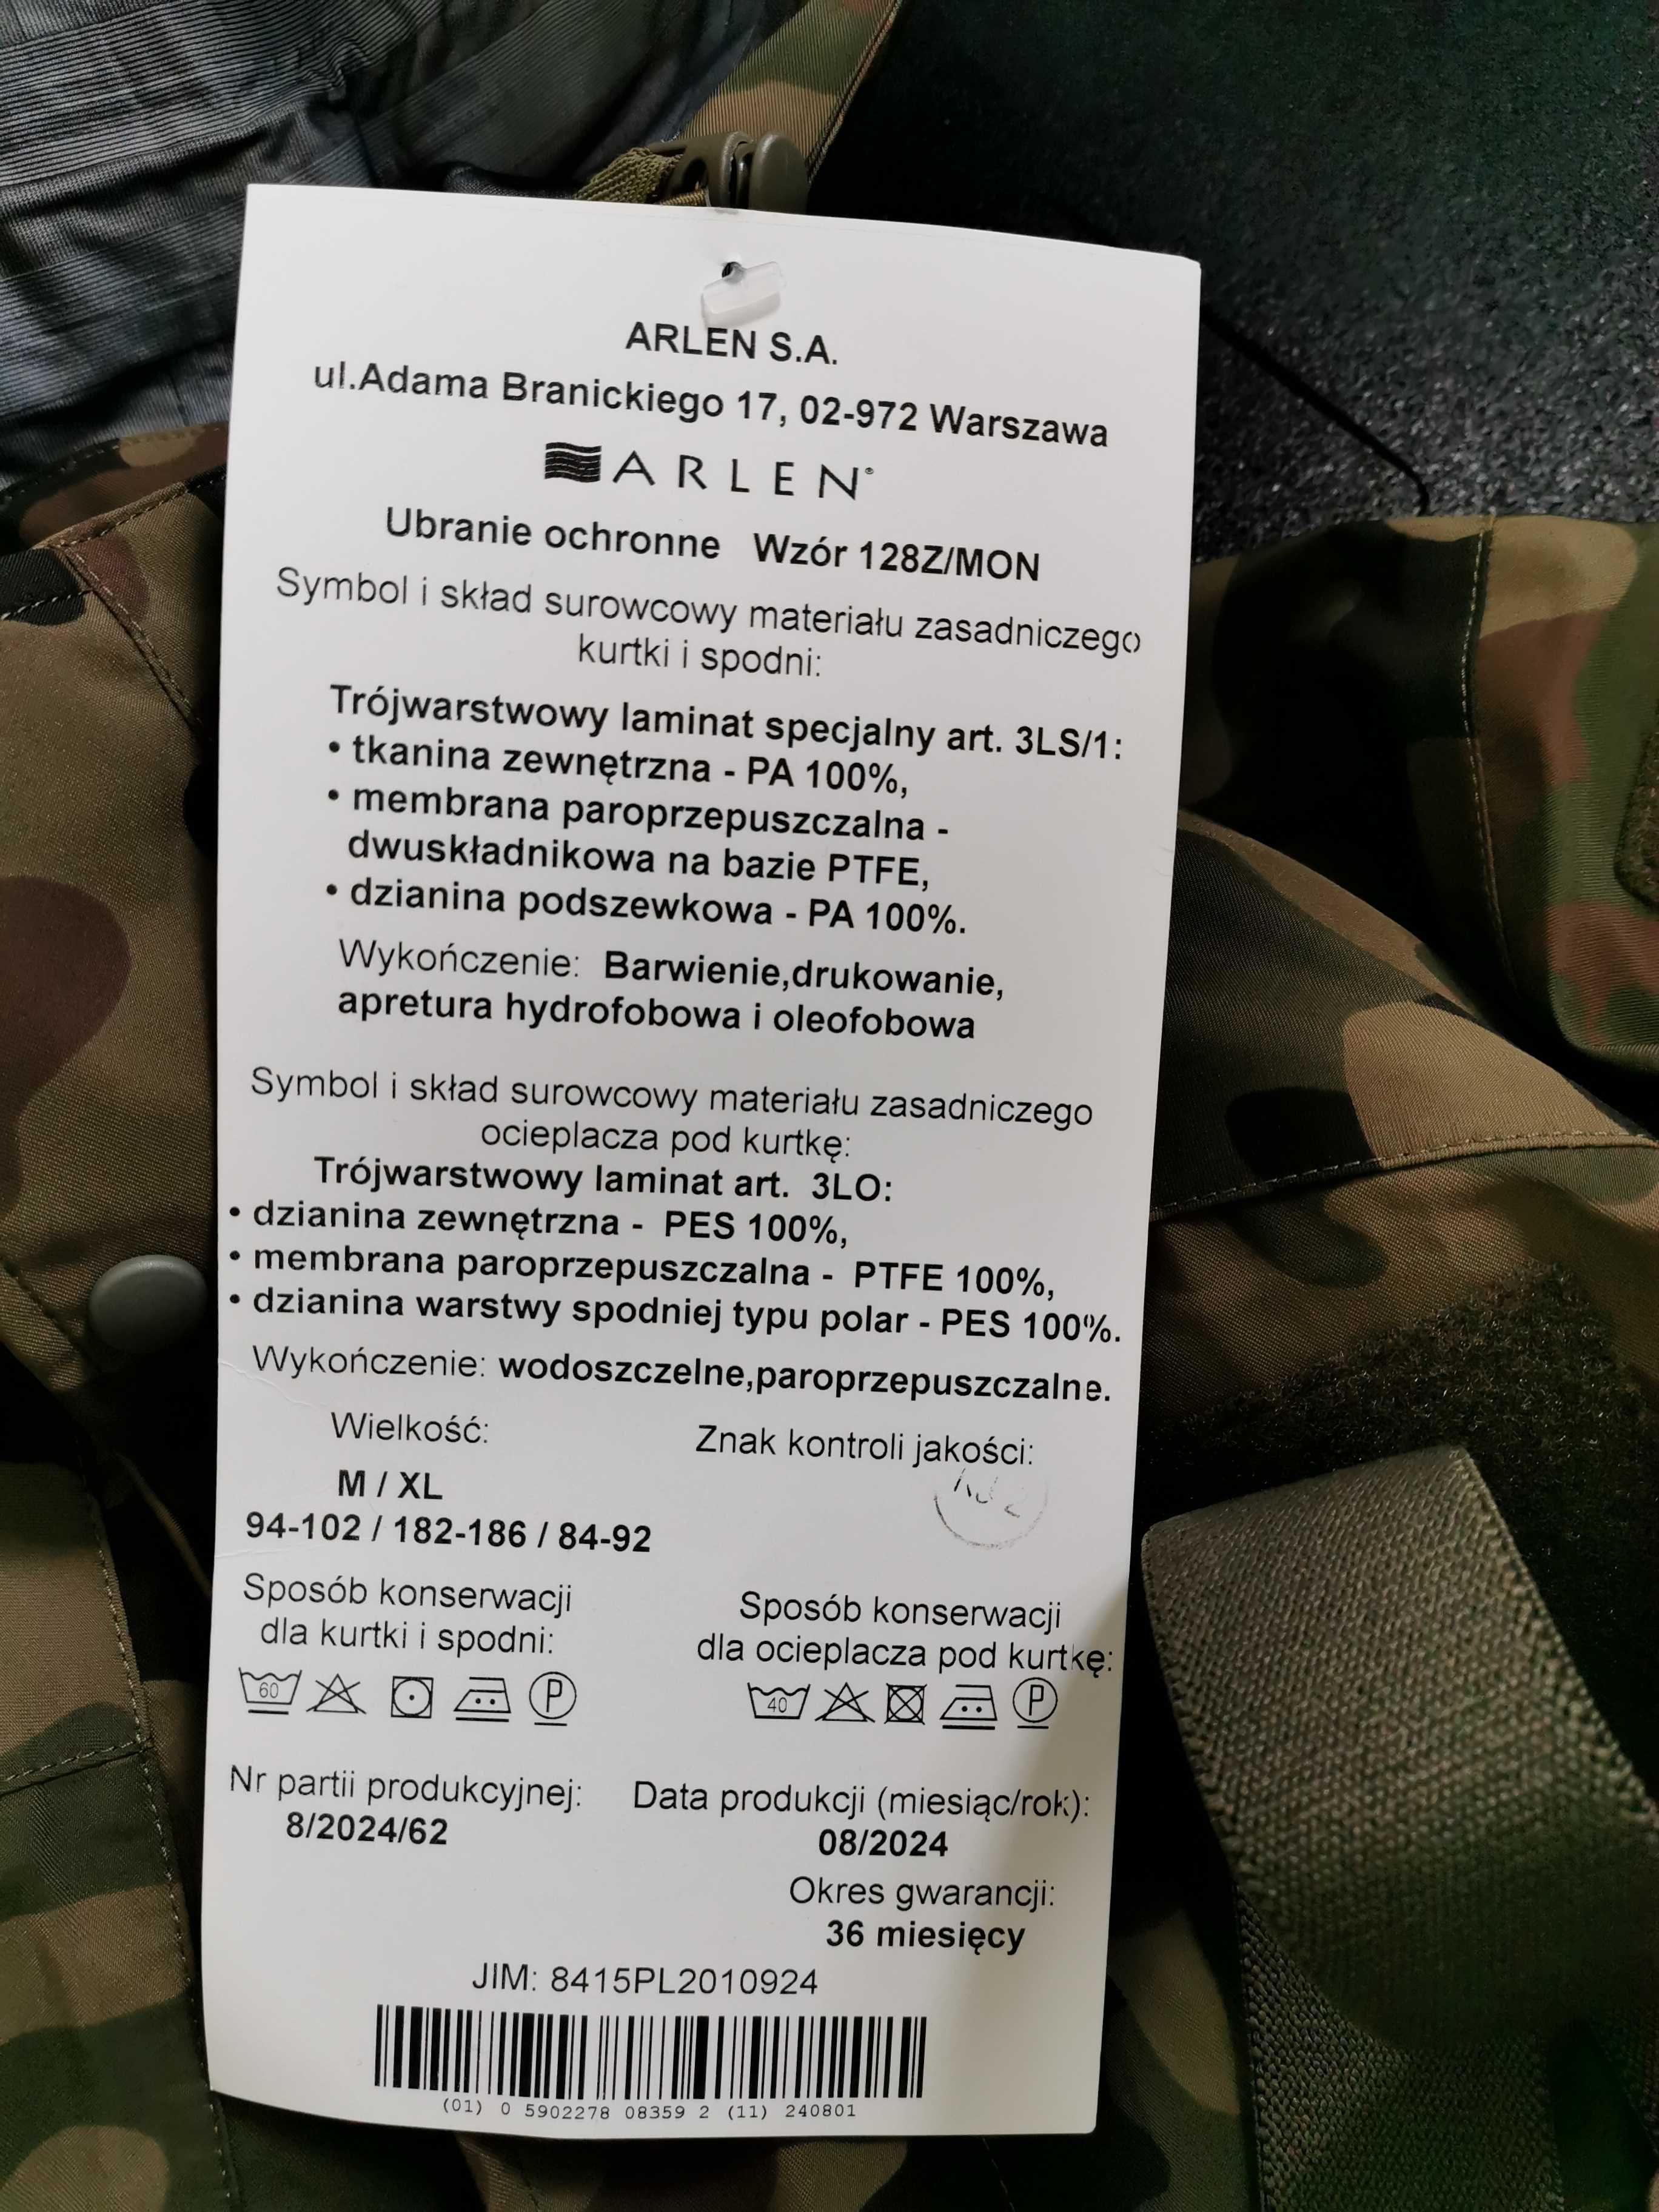 ARLEN S.A.
ul.Adama Branickiego 17, 02-972 Warszawa
ARLEN®
Ubranie ochronne Wzór 128Z/MON
Symbol i skład surowcowy materiału zasadniczego
kurtki i spodni:
Trójwarstwowy laminat specjalny art. 3LS/1:
• tkanina zewnętrzna - PA 100%,
• membrana paroprzepuszczalna -
dwuskładnikowa na bazie PTFE,
• dzianina podszewkowa - PA 100%.
Wykończenie: Barwienie,drukowanie,
apretura hydrofobowa i oleofobowa
Symbol i skład surowcowy materiału zasadniczego
ocieplacza pod kurtkę:
Trójwarstwowy laminat art. 3LO:
• dzianina zewnętrzna - PES 100%,
• membrana paroprzepuszczalna - PTFE 100%,
• dzianina warstwy spodniej typu polar - PES 100%.
Wykończenie: wodoszczelne,paroprzepuszczalne.
Wielkość:
M / XL
94-102 / 182-186 / 84-92
Znak kontroli jakości:
Sposób konserwacji
dla kurtki i spodni:
60 P
Sposób konserwacji
dla ocieplacza pod kurtkę:
40 P
Nr partii produkcyjnej:
8/2024/62
Data produkcji (miesiąc/rok):
08/2024
Okres gwarancji:
36 miesięcy
JIM: 8415PL2010924
(01) 0 5902278 08359 2 (11) 240801